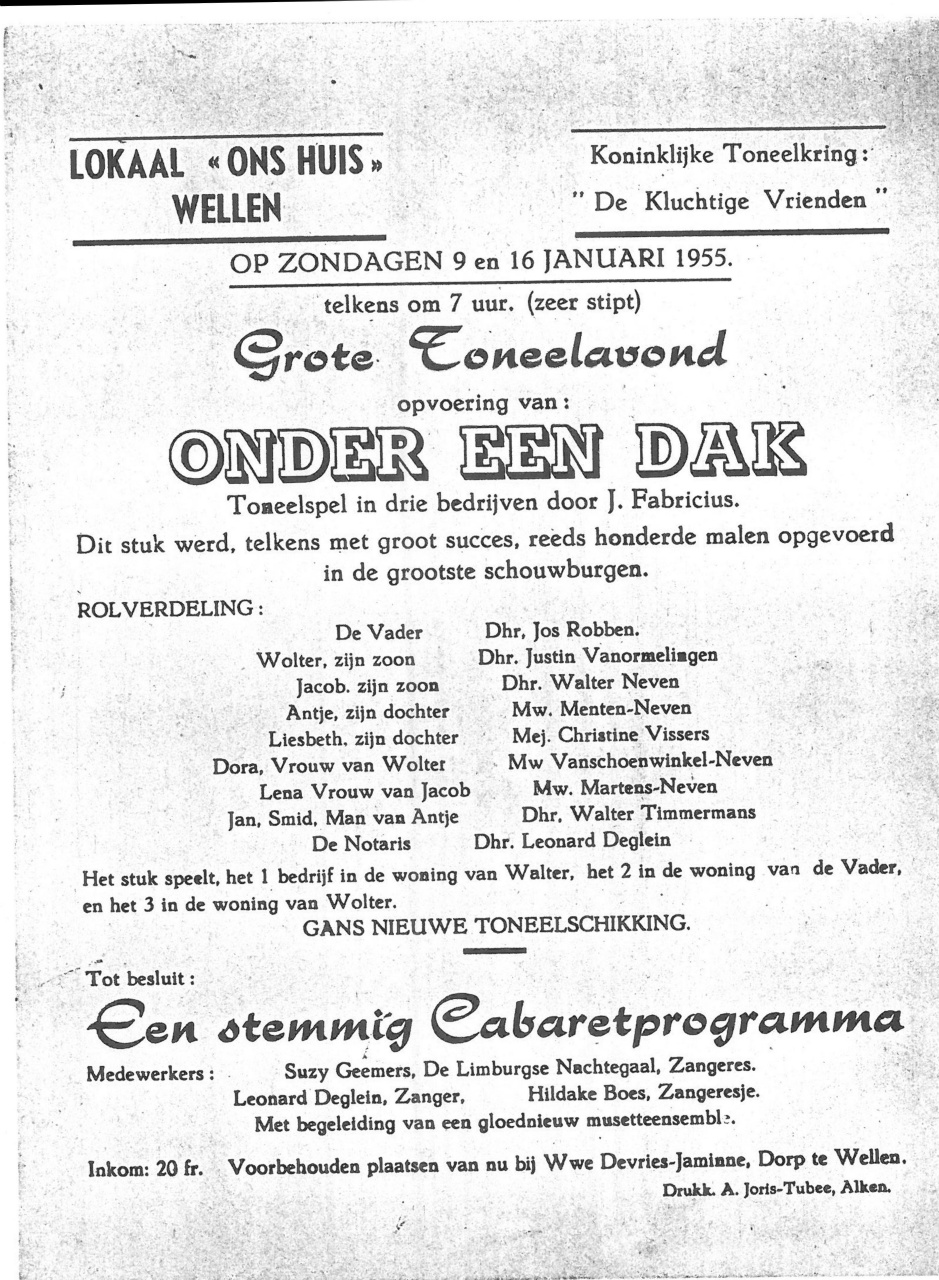 LOKAAL « ONS HUIS »
WELLEN
Koninklijke Toneelkring :
" De Kluchtige Vrienden "
OP ZONDAGEN 9 en 16 JANUARI 1955.
telkens om 7 uur. (zeer stipt)
Grote Toneelavond
opvoering van :
ONDER EEN DAK
Toneelspel in drie bedrijven door J. Fabricius.
Dit stuk werd, telkens met groot succes, reeds honderde malen opgevoerd
in de grootste schouwburgen.
ROLVERDELING :
De Vader Dhr, Jos Robben.
Wolter, zijn zoon Dhr. Justin Vanormelingen
Jacob. zijn zoon Dhr. Walter Neven
Antje, zijn dochter Mw. Menten-Neven
Liesbeth. zijn dochter Mej. Christine Vissers
Dora, Vrouw van Wolter Mw Vanschoenwinkel-Neven
Lena Vrouw van Jacob Mw. Martens-Neven
Jan, Smid, Man van Antje Dhr, Walter Timmermans
De Notaris Dhr. Leonard Deglein
Het stuk speelt, het 1 bedrijf in de woning van Walter, het 2 in de woning van de Vader,
en het 3 in de woning van Wolter.
GANS NIEUWE TONEELSCHIKKING.
Tot besluit :
Een stemmig Cabaretprogramma
Medewerkers : Suzy Geemers, De Limburgse Nachtegaal, Zangeres.
Leonard Deglein, Zanger, Hildake Boes, Zangeresje.
Met begeleiding van een gloednieuw musetteensemble.
Inkom: 20 fr. Voorbehouden plaatsen van nu bij Wwe Devries-Jaminne, Dorp te Wellen.
Drukk. A. Joris-Tubee, Alken.